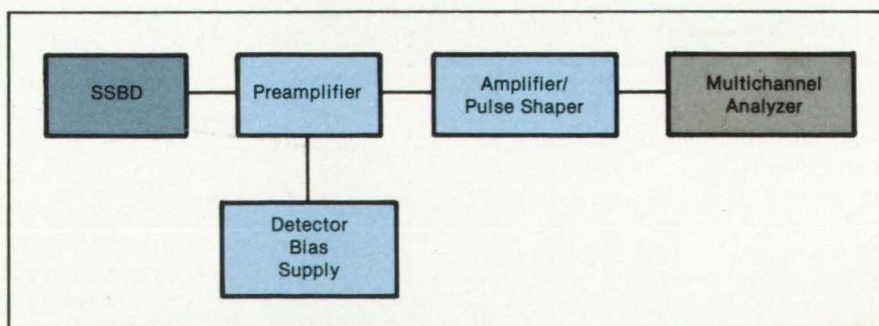 SSBD
Preamplifier
Amplifier/
Pulse Shaper
Multichannel
Analyzer
Detector
Bias
Supply